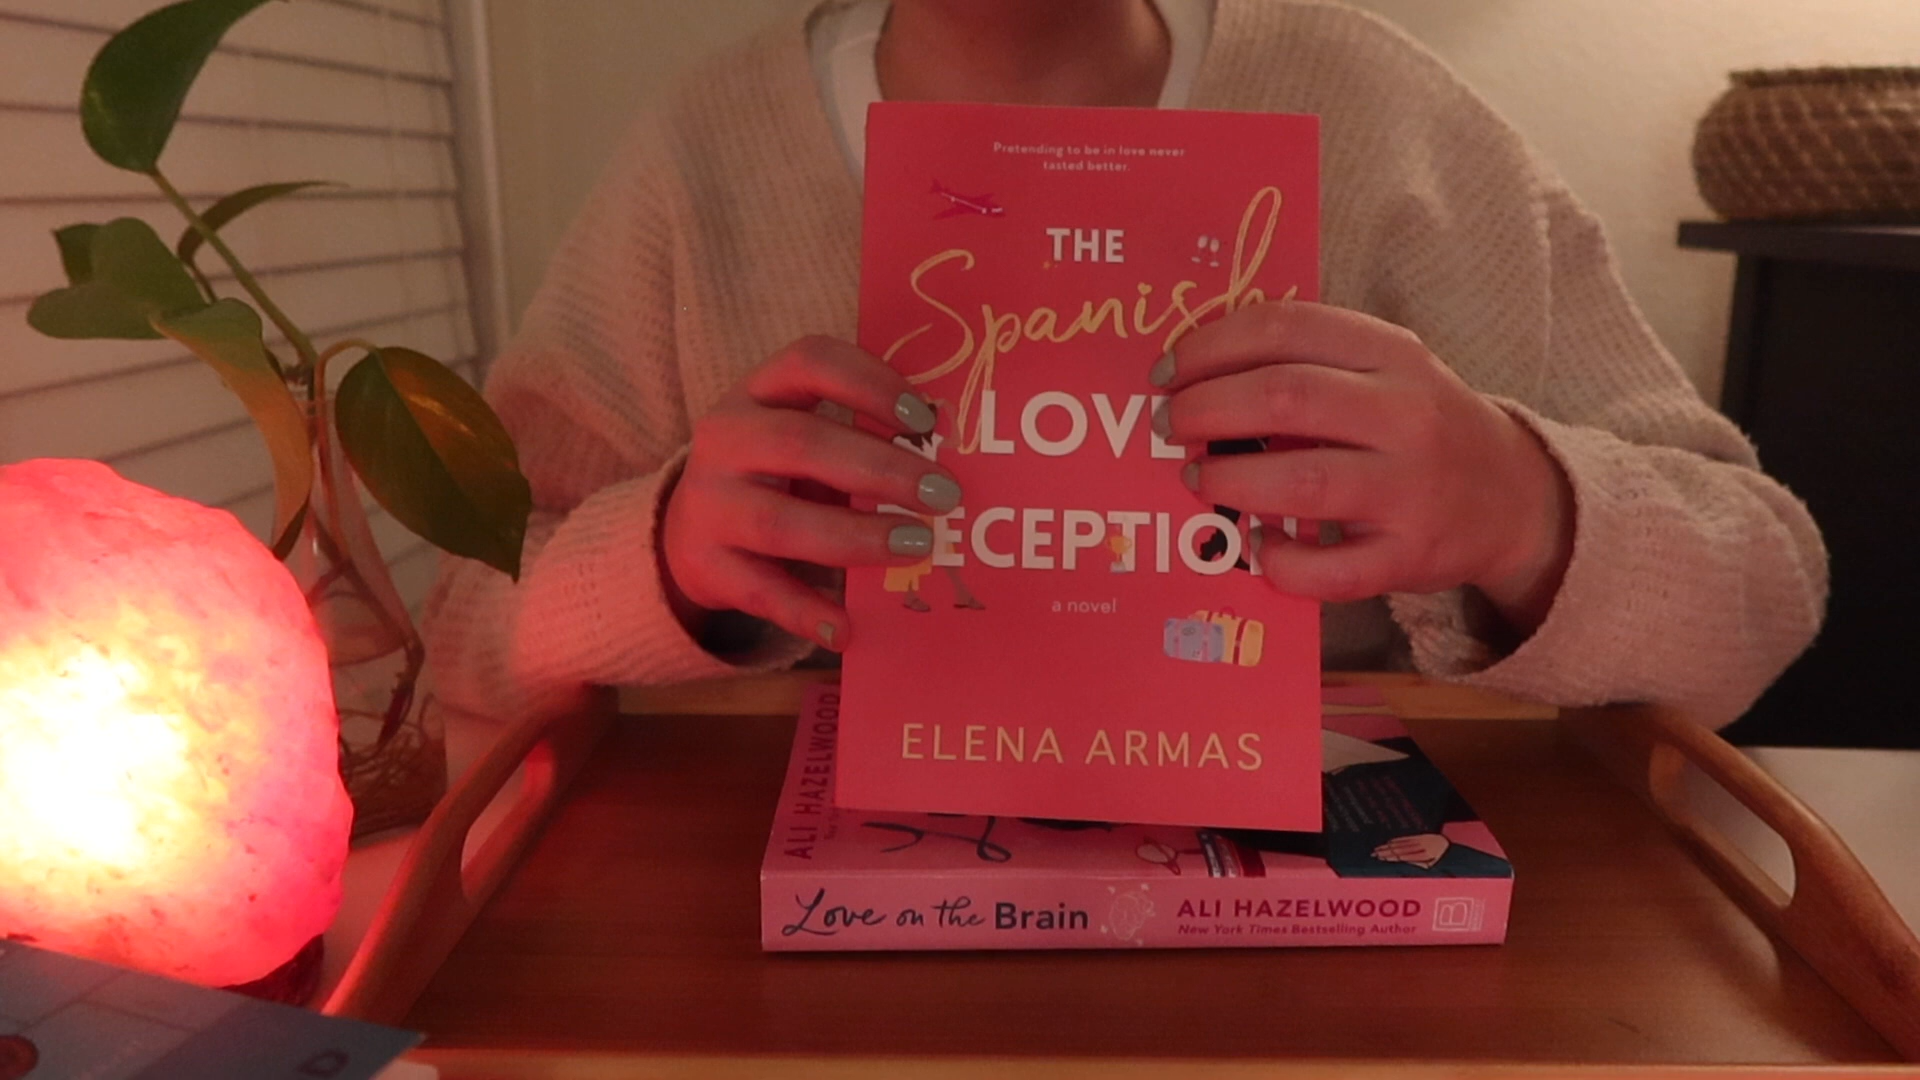 Pretending to be in love never
tasted better.
THE
Spanish
LOVE
ECEPTION
a novel
ELENA ARMAS
ALI HAZELWOOD
Love on the Brain
ALI HAZELWOOD
New York Times Bestselling Author
B